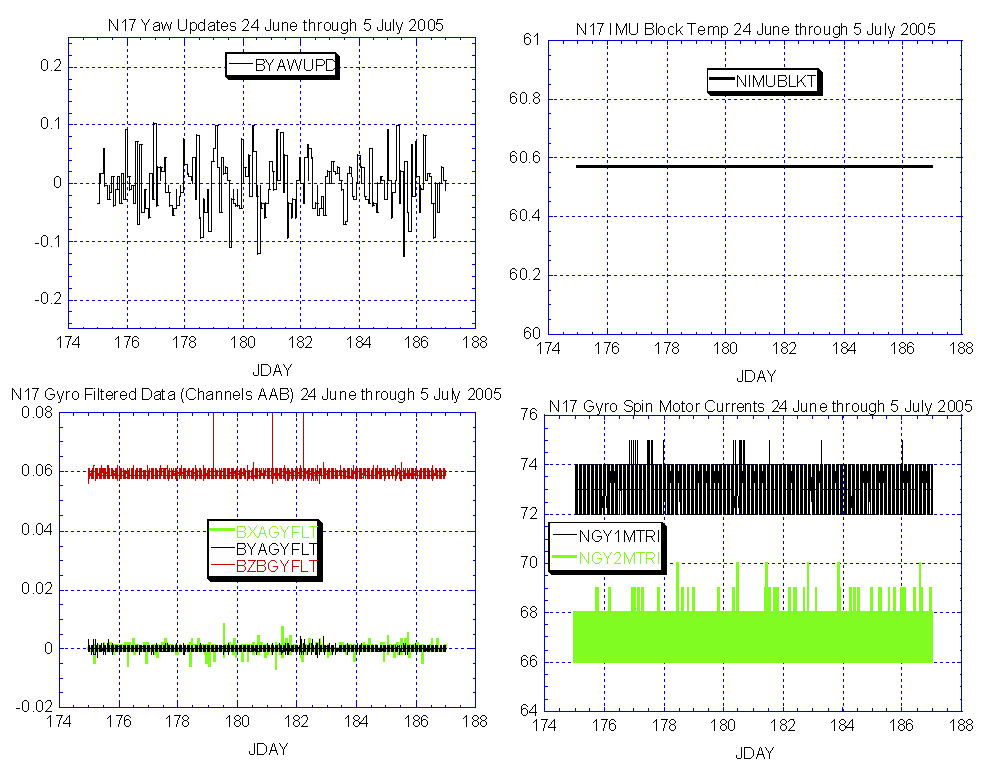 N17 Yaw Updates 24 June through 5 July 2005
0.2
BYAWUPD
0.1
0
-0.1
-0.2
174 176 178 180 182 184 186 188
JDAY
N17 IMU Block Temp 24 June through 5 July 2005
61
NIMUBLKT
60.8
60.6
60.4
60.2
60
174 176 178 180 182 184 186 188
JDAY
N17 Gyro Filtered Data (Channels AAB) 24 June through 5 July 2005
0.08
0.06
0.04
BXAGYFLT
BYAGYFLT
BZBGYFLT
0.02
0
-0.02
174 176 178 180 182 184 186 188
JDAY
N17 Gyro Spin Motor Currents 24 June through 5 July 2005
76
74
72
NGY1MTRI
NGY2MTRI
70
68
66
64
174 176 178 180 182 184 186 188
JDAY